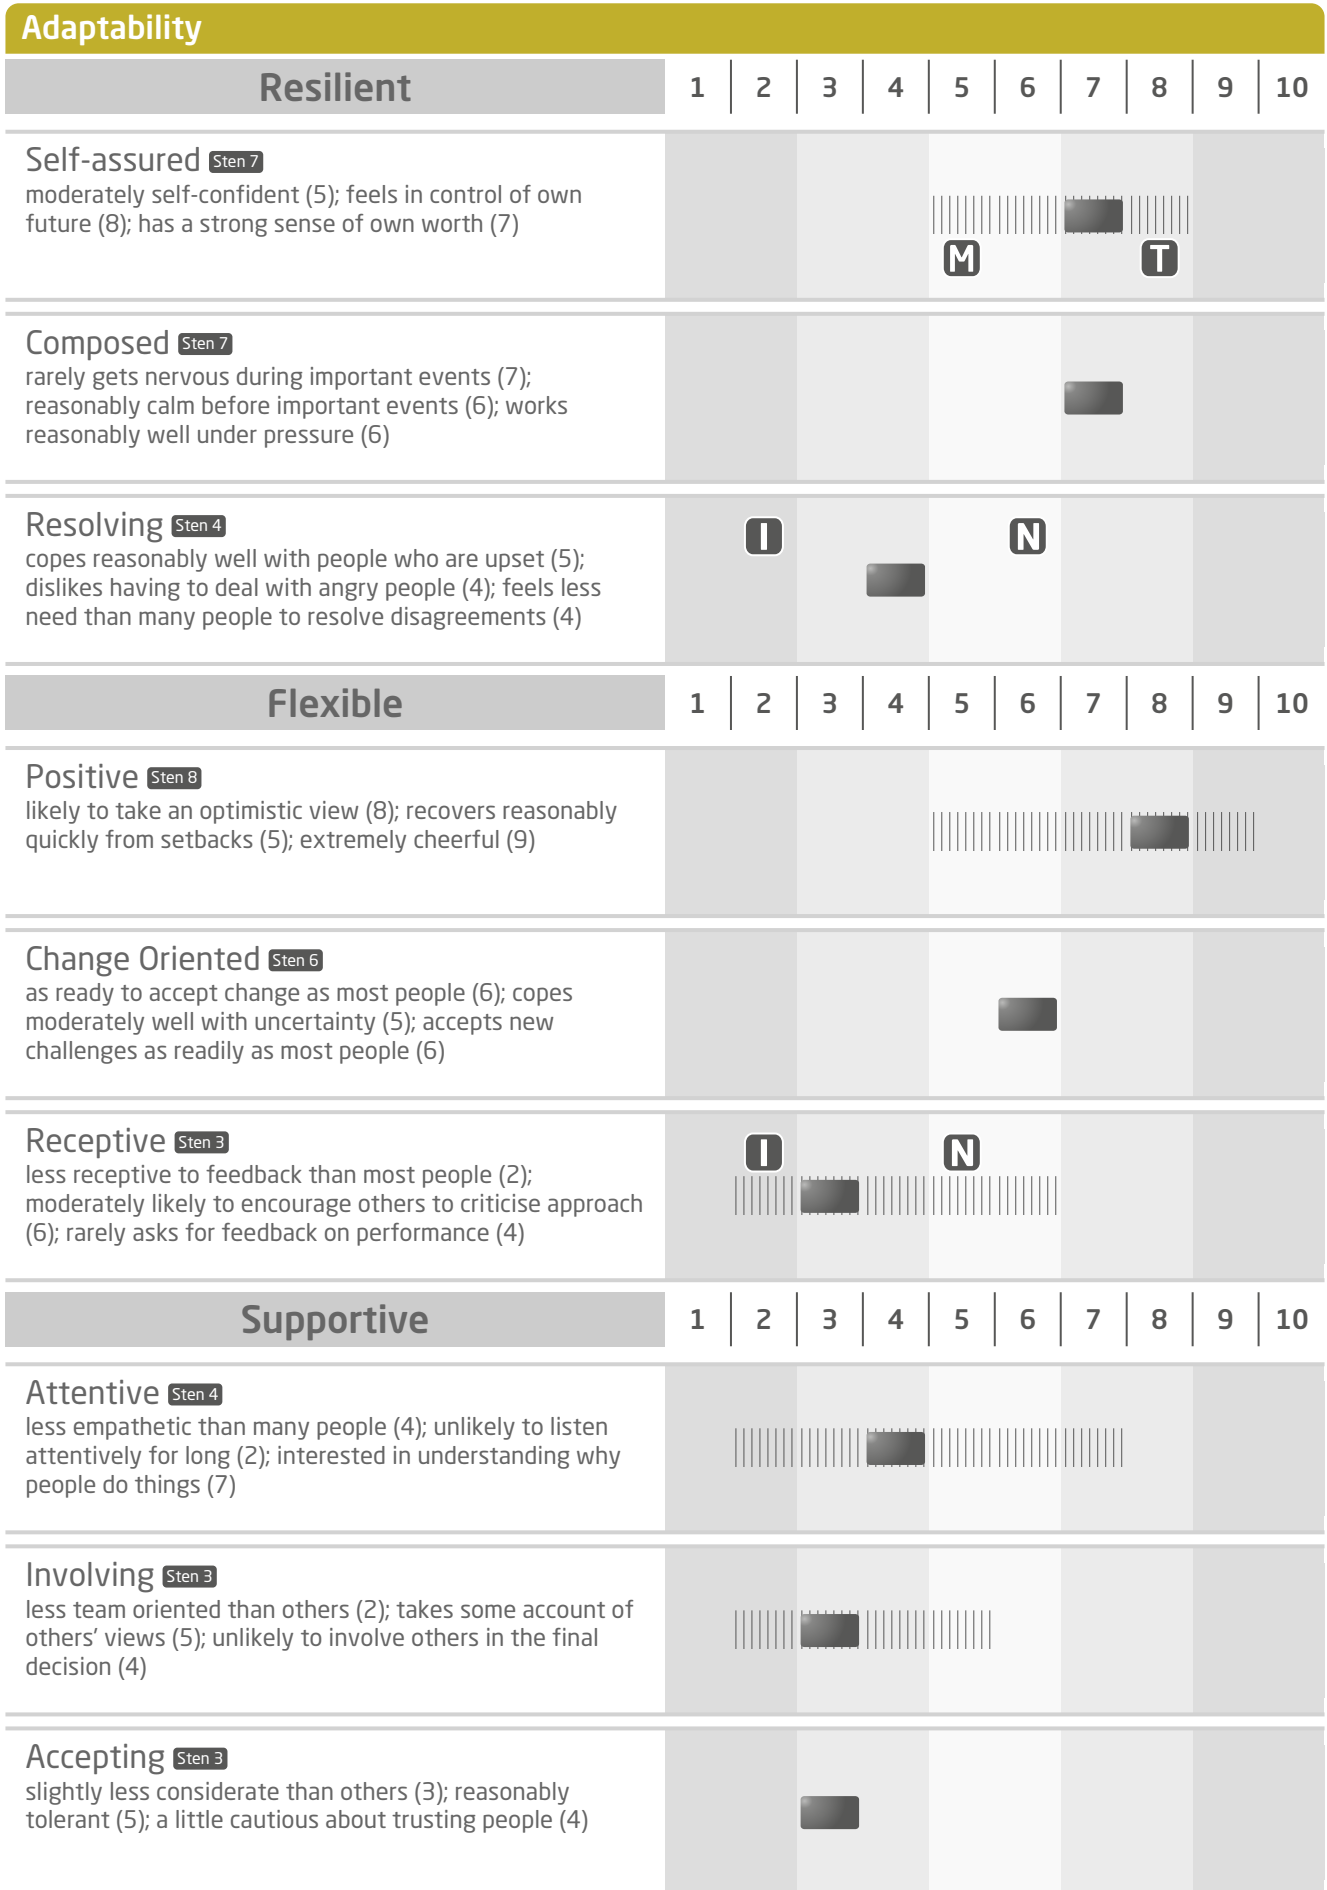 Adaptability
Resilient 1 2 3 4 5 6 7 8 9 10
Self-assured Sten 7
moderately self-confident (5); feels in control of own
future (8); has a strong sense of own worth (7)
M T
Composed Sten 7
rarely gets nervous during important events (7);
reasonably calm before important events (6); works
reasonably well under pressure (6)
Resolving Sten 4
I N
copes reasonably well with people who are upset (5);
dislikes having to deal with angry people (4); feels less
need than many people to resolve disagreements (4)
Flexible 1 2 3 4 5 6 7 8 9 10
Positive Sten 8
likely to take an optimistic view (8); recovers reasonably
quickly from setbacks (5); extremely cheerful (9)
Change Oriented Sten 6
as ready to accept change as most people (6); copes
moderately well with uncertainty (5); accepts new
challenges as readily as most people (6)
Receptive Sten 3
I N
less receptive to feedback than most people (2);
moderately likely to encourage others to criticise approach
(6); rarely asks for feedback on performance (4)
Supportive 1 2 3 4 5 6 7 8 9 10
Attentive Sten 4
less empathetic than many people (4); unlikely to listen
attentively for long (2); interested in understanding why
people do things (7)
Involving Sten 3
less team oriented than others (2); takes some account of
others' views (5); unlikely to involve others in the final
decision (4)
Accepting Sten 3
slightly less considerate than others (3); reasonably
tolerant (5); a little cautious about trusting people (4)